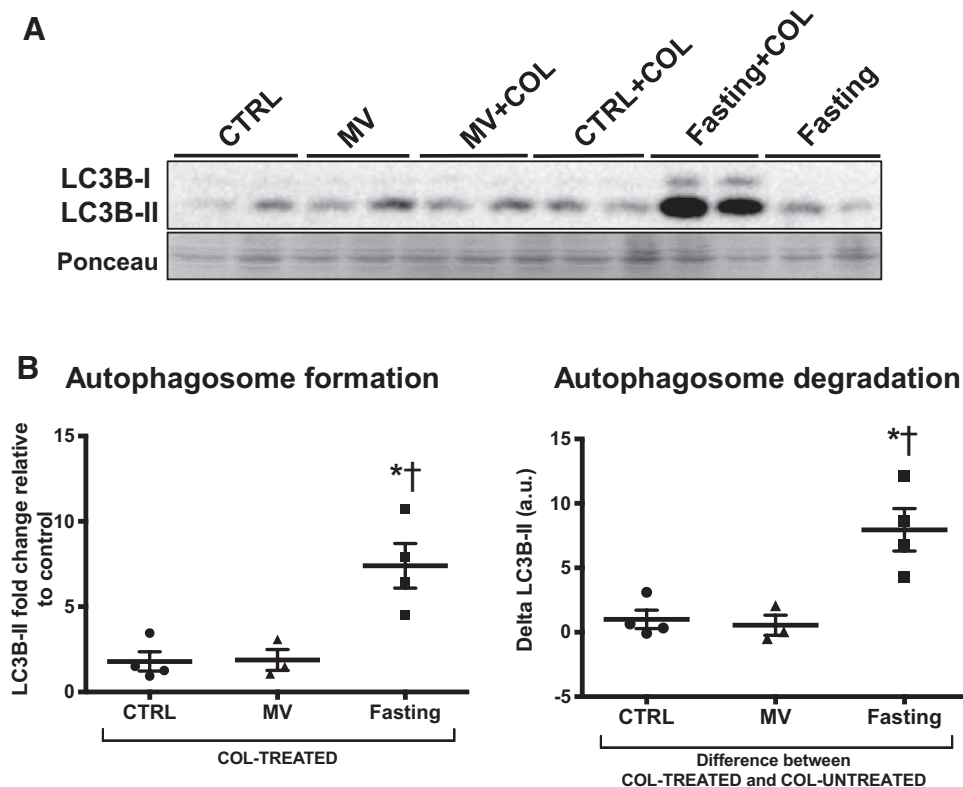 A
CTRL
MV
MV+COL
CTRL+COL
Fasting+COL
Fasting
LC3B-I
LC3B-II
Ponceau
B
Autophagosome formation
LC3B-II fold change relative
to control
15
10
5
0
*†
CTRL
MV
Fasting
COL-TREATED
Autophagosome degradation
Delta LC3B-II (a.u.)
15
10
5
0
-5
*†
CTRL
MV
Fasting
Difference between
COL-TREATED and COL-UNTREATED